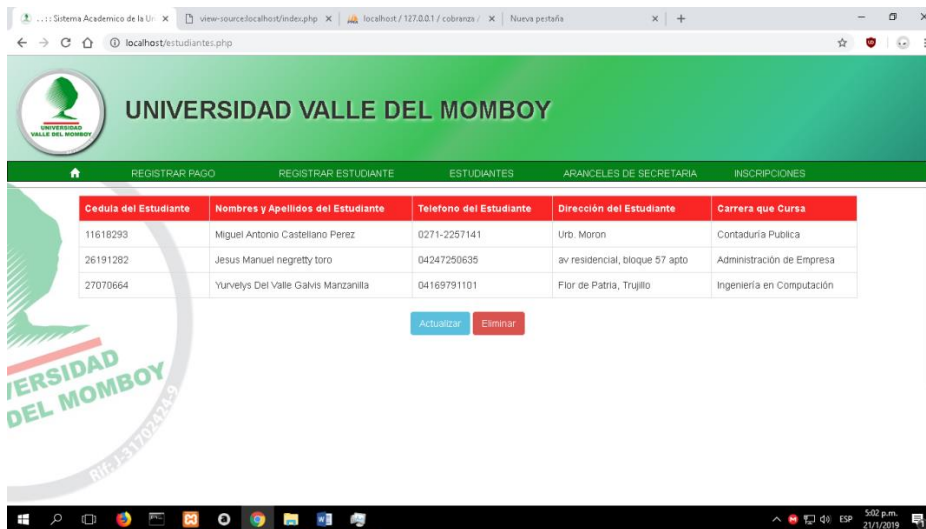 ..:: Sistema Academico de la Un
view-source:localhost/index.php
localhost / 127.0.0.1 / cobranza /
Nueva pestaña
localhost/estudiantes.php
UNIVERSIDAD
VALLE DEL MOMBOY
UNIVERSIDAD VALLE DEL MOMBOY
REGISTRAR PAGO REGISTRAR ESTUDIANTE ESTUDIANTES ARANCELES DE SECRETARIA INSCRIPCIONES
Cedula del Estudiante Nombres y Apellidos del Estudiante Telefono del Estudiante Dirección del Estudiante Carrera que Cursa
11618293 Miguel Antonio Castellano Perez 0271-2257141 Urb. Moron Contaduría Publica
26191282 Jesus Manuel negretty toro 04247250635 av residencial, bloque 57 apto Administración de Empresa
27070664 Yurvelys Del Valle Galvis Manzanilla 04169791101 Flor de Patria, Trujillo Ingeniería en Computación
Actualizar Eliminar
VERSIDAD
DEL MOMBOY
Rif: J-31702424-9
ESP
5:02 p.m.
21/1/2019